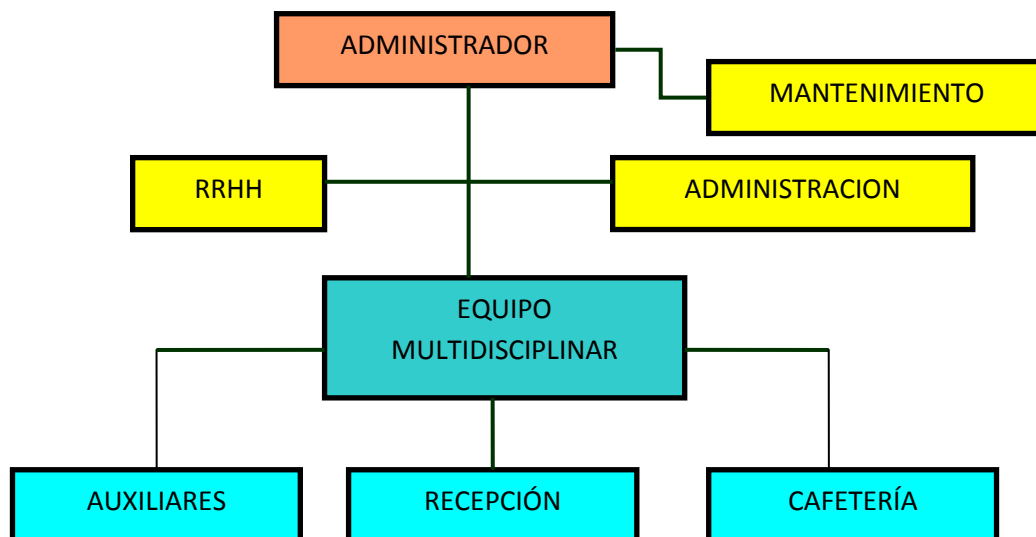 ADMINISTRADOR
MANTENIMIENTO
RRHH
ADMINISTRACION
EQUIPO
MULTIDISCIPLINAR
AUXILIARES
RECEPCIÓN
CAFETERÍA